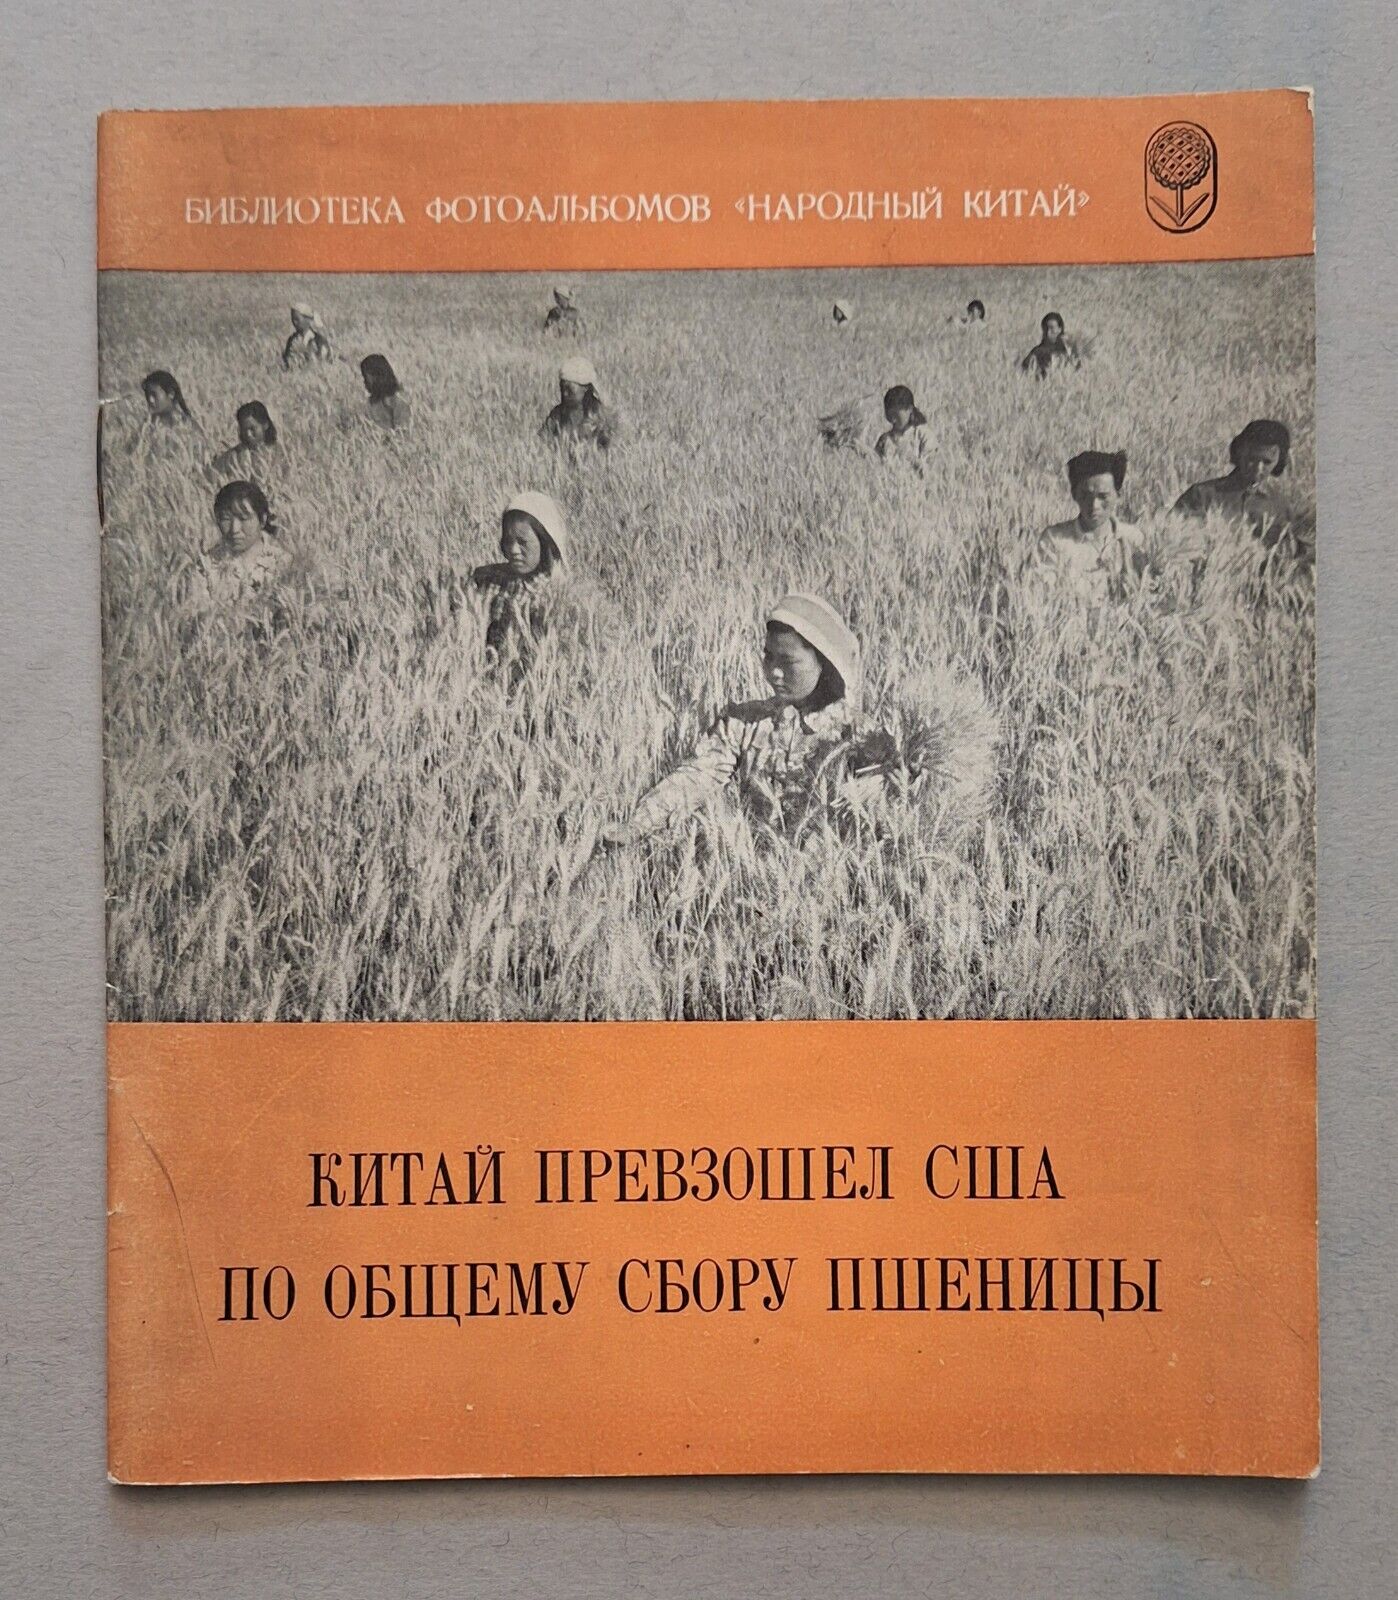 БИБЛИОТЕКА ФОТОАЛЬБОМОВ «НАРОДНЫЙ КИТАЙ»
КИТАЙ ПРЕВЗОШЕЛ США
ПО ОБЩЕМУ СБОРУ ПШЕНИЦЫ